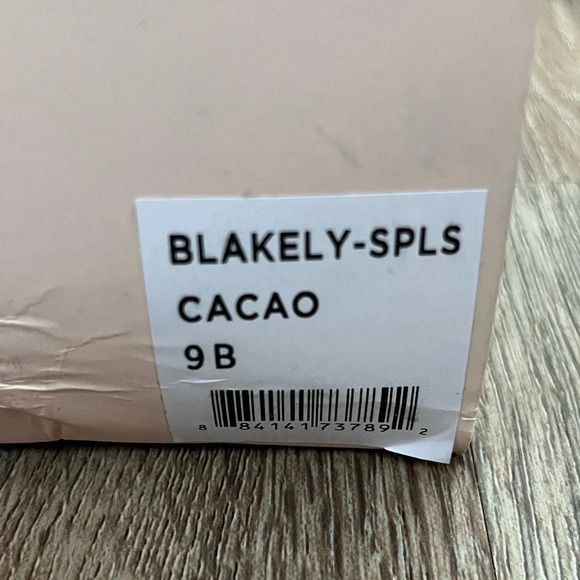 BLAKELY-SPLS
CACAO
9 B
8 84141 73789 2